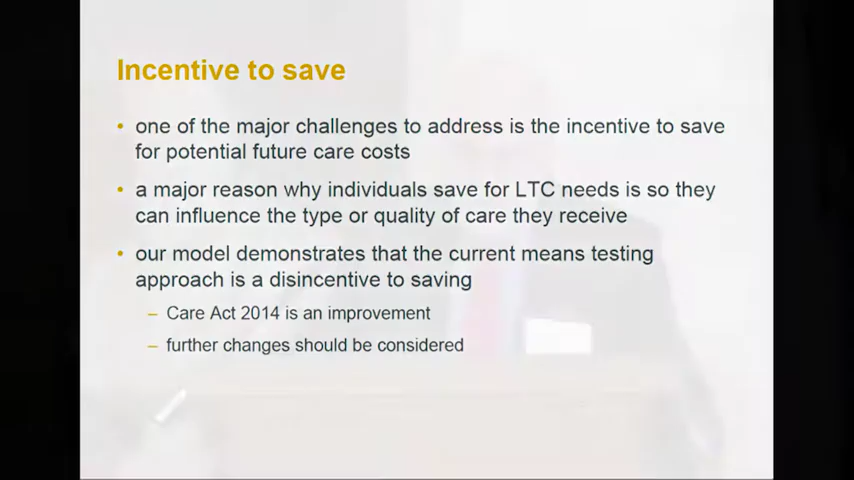 Incentive to save
• one of the major challenges to address is the incentive to save
for potential future care costs
• a major reason why individuals save for LTC needs is so they
can influence the type or quality of care they receive
• our model demonstrates that the current means testing
approach is a disincentive to saving
– Care Act 2014 is an improvement
– further changes should be considered